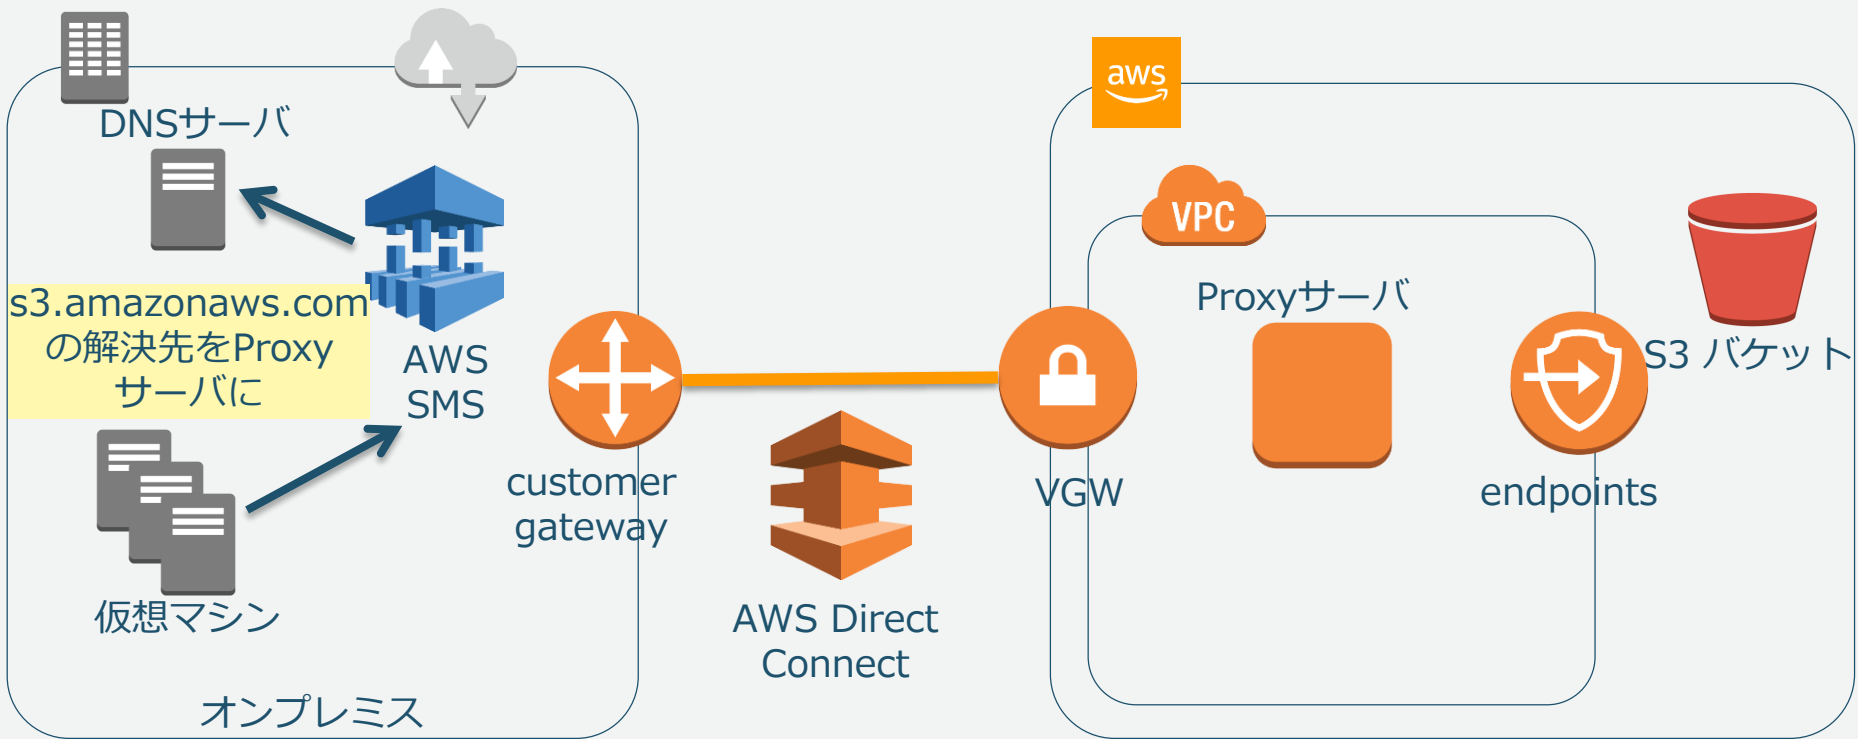 DNSサーバ
s3.amazonaws.com
の解決先をProxy
サーバに
AWS
SMS
仮想マシン
オンプレミス
customer
gateway
AWS Direct
Connect
aws
VPC
VGW
Proxyサーバ
endpoints
S3 バケット